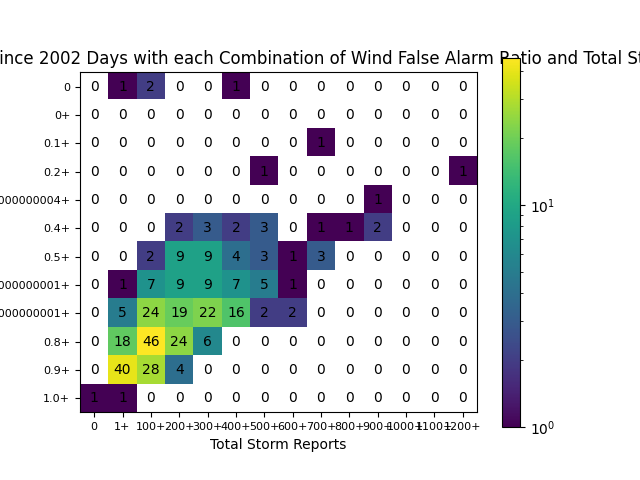 ince 2002 Days with each Combination of Wind False Alarm Ratio and Total St
0 0 1 2 0 0 1 0 0 0 0 0 0 0 0
0+ 0 0 0 0 0 0 0 0 0 0 0 0 0 0
0.1+ 0 0 0 0 0 0 0 0 1 0 0 0 0 0
0.2+ 0 0 0 0 0 0 1 0 0 0 0 0 0 1
000000004+ 0 0 0 0 0 0 0 0 0 0 1 0 0 0
0.4+ 0 0 0 2 3 2 3 0 1 1 2 0 0 0
0.5+ 0 0 2 9 9 4 3 1 3 0 0 0 0 0
000000001+ 0 1 7 9 9 7 5 1 0 0 0 0 0 0
000000001+ 0 5 24 19 22 16 2 2 0 0 0 0 0 0
0.8+ 0 18 46 24 6 0 0 0 0 0 0 0 0 0
0.9+ 0 40 28 4 0 0 0 0 0 0 0 0 0 0
1.0+ 1 1 0 0 0 0 0 0 0 0 0 0 0 0
0 1+ 100+ 200+ 300+ 400+ 500+ 600+ 700+ 800+ 900+ 1000+ 1100+ 1200+
Total Storm Reports
10¹
10⁰